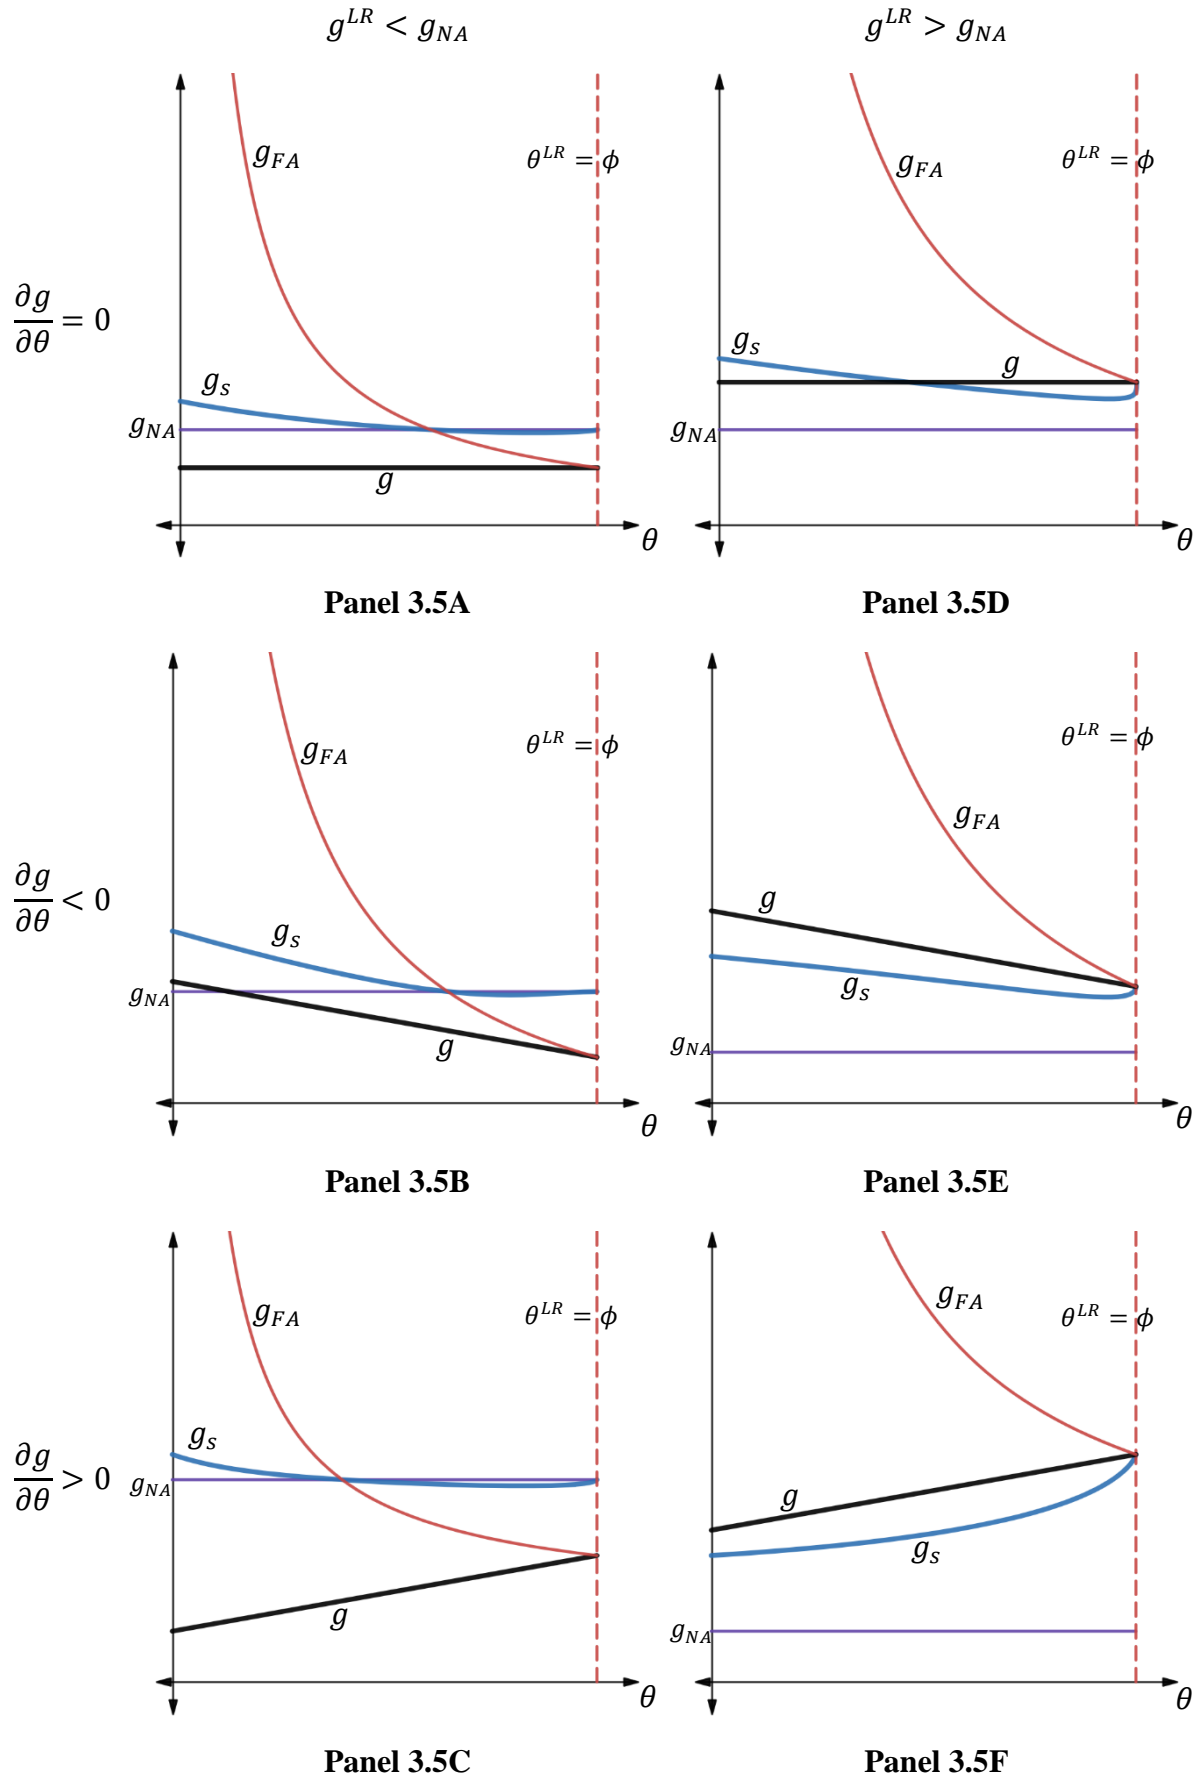 g^{LR} < g_{NA}
g^{LR} > g_{NA}
∂g/∂θ = 0
g_{FA}
θ^{LR} = ϕ
g_s
g_{NA}
g
θ
Panel 3.5A
g_{FA}
θ^{LR} = ϕ
g_s
g
g_{NA}
θ
Panel 3.5D
∂g/∂θ < 0
g_{FA}
θ^{LR} = ϕ
g_s
g_{NA}
g
θ
Panel 3.5B
θ^{LR} = ϕ
g_{FA}
g
g_s
g_{NA}
θ
Panel 3.5E
∂g/∂θ > 0
g_{FA}
θ^{LR} = ϕ
g_s
g_{NA}
g
θ
Panel 3.5C
g_{FA}
θ^{LR} = ϕ
g
g_s
g_{NA}
θ
Panel 3.5F